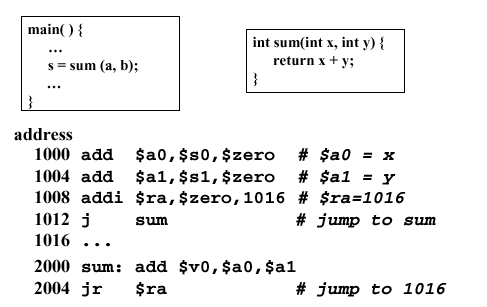 main( ) {
...
s = sum (a, b);
...
}
int sum(int x, int y) {
return x + y;
}
address
1000 add $a0,$s0,$zero # $a0 = x
1004 add $a1,$s1,$zero # $a1 = y
1008 addi $ra,$zero,1016 # $ra=1016
1012 j sum # jump to sum
1016 ...
2000 sum: add $v0,$a0,$a1
2004 jr $ra # jump to 1016